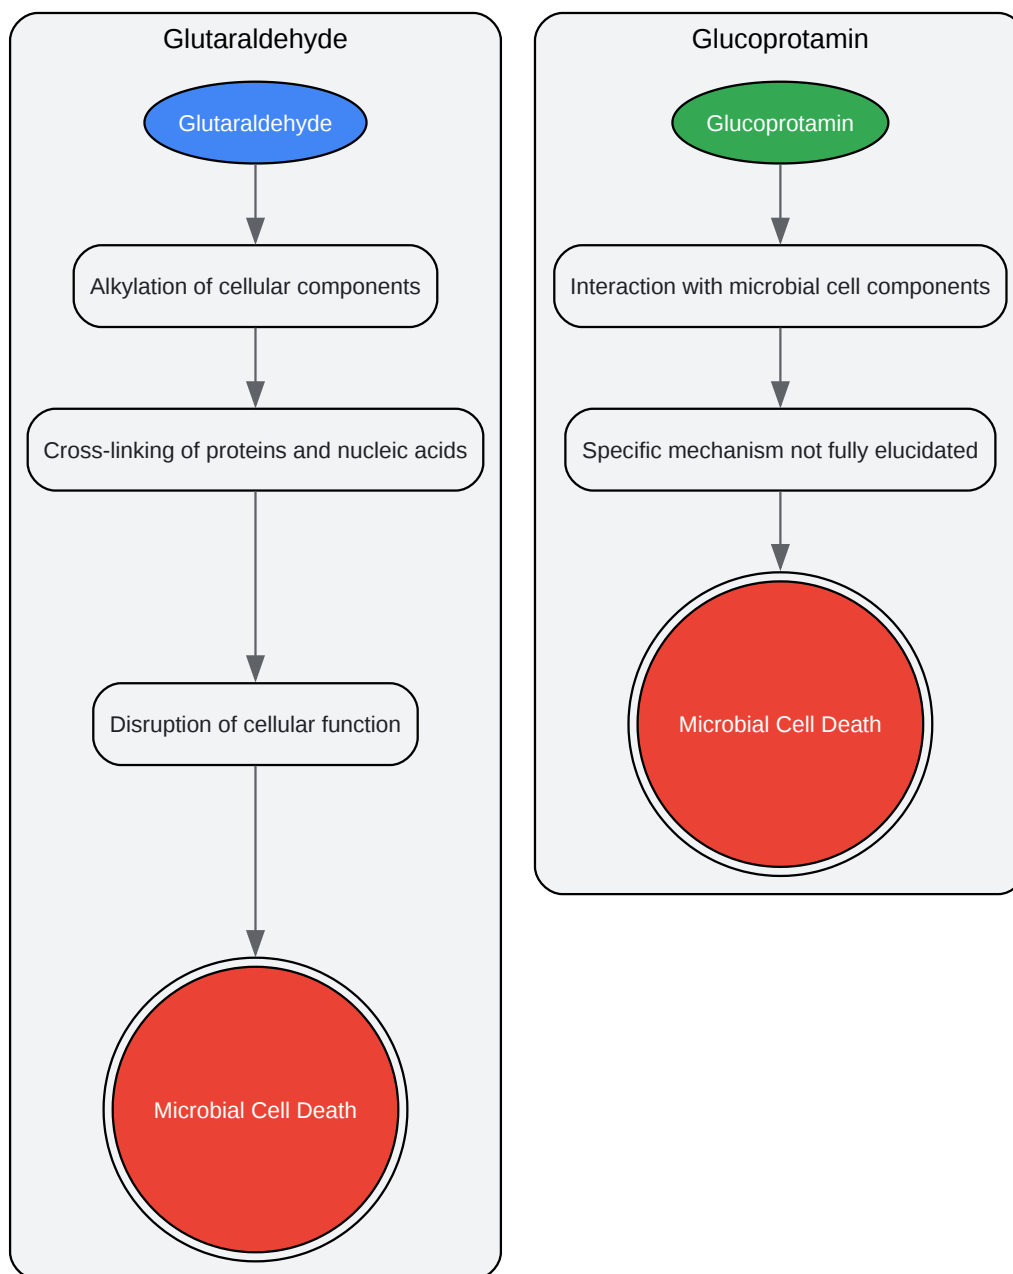 Glutaraldehyde
Glutaraldehyde
Alkylation of cellular components
Cross-linking of proteins and nucleic acids
Disruption of cellular function
Microbial Cell Death
Glucoprotamin
Glucoprotamin
Interaction with microbial cell components
Specific mechanism not fully elucidated
Microbial Cell Death